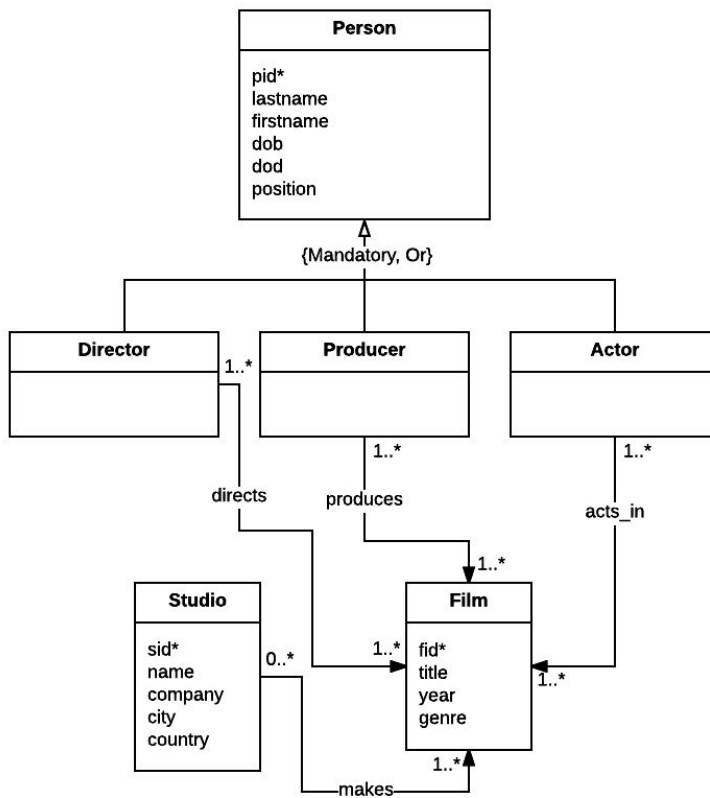 Person
pid*
lastname
firstname
dob
dod
position
{Mandatory, Or}
Director
Producer
Actor
1..*
1..*
1..*
directs
produces
acts_in
1..*
Studio
Film
sid*
name
company
city
country
0..*
1..*
fid*
title
year
genre
1..*
1..*
makes